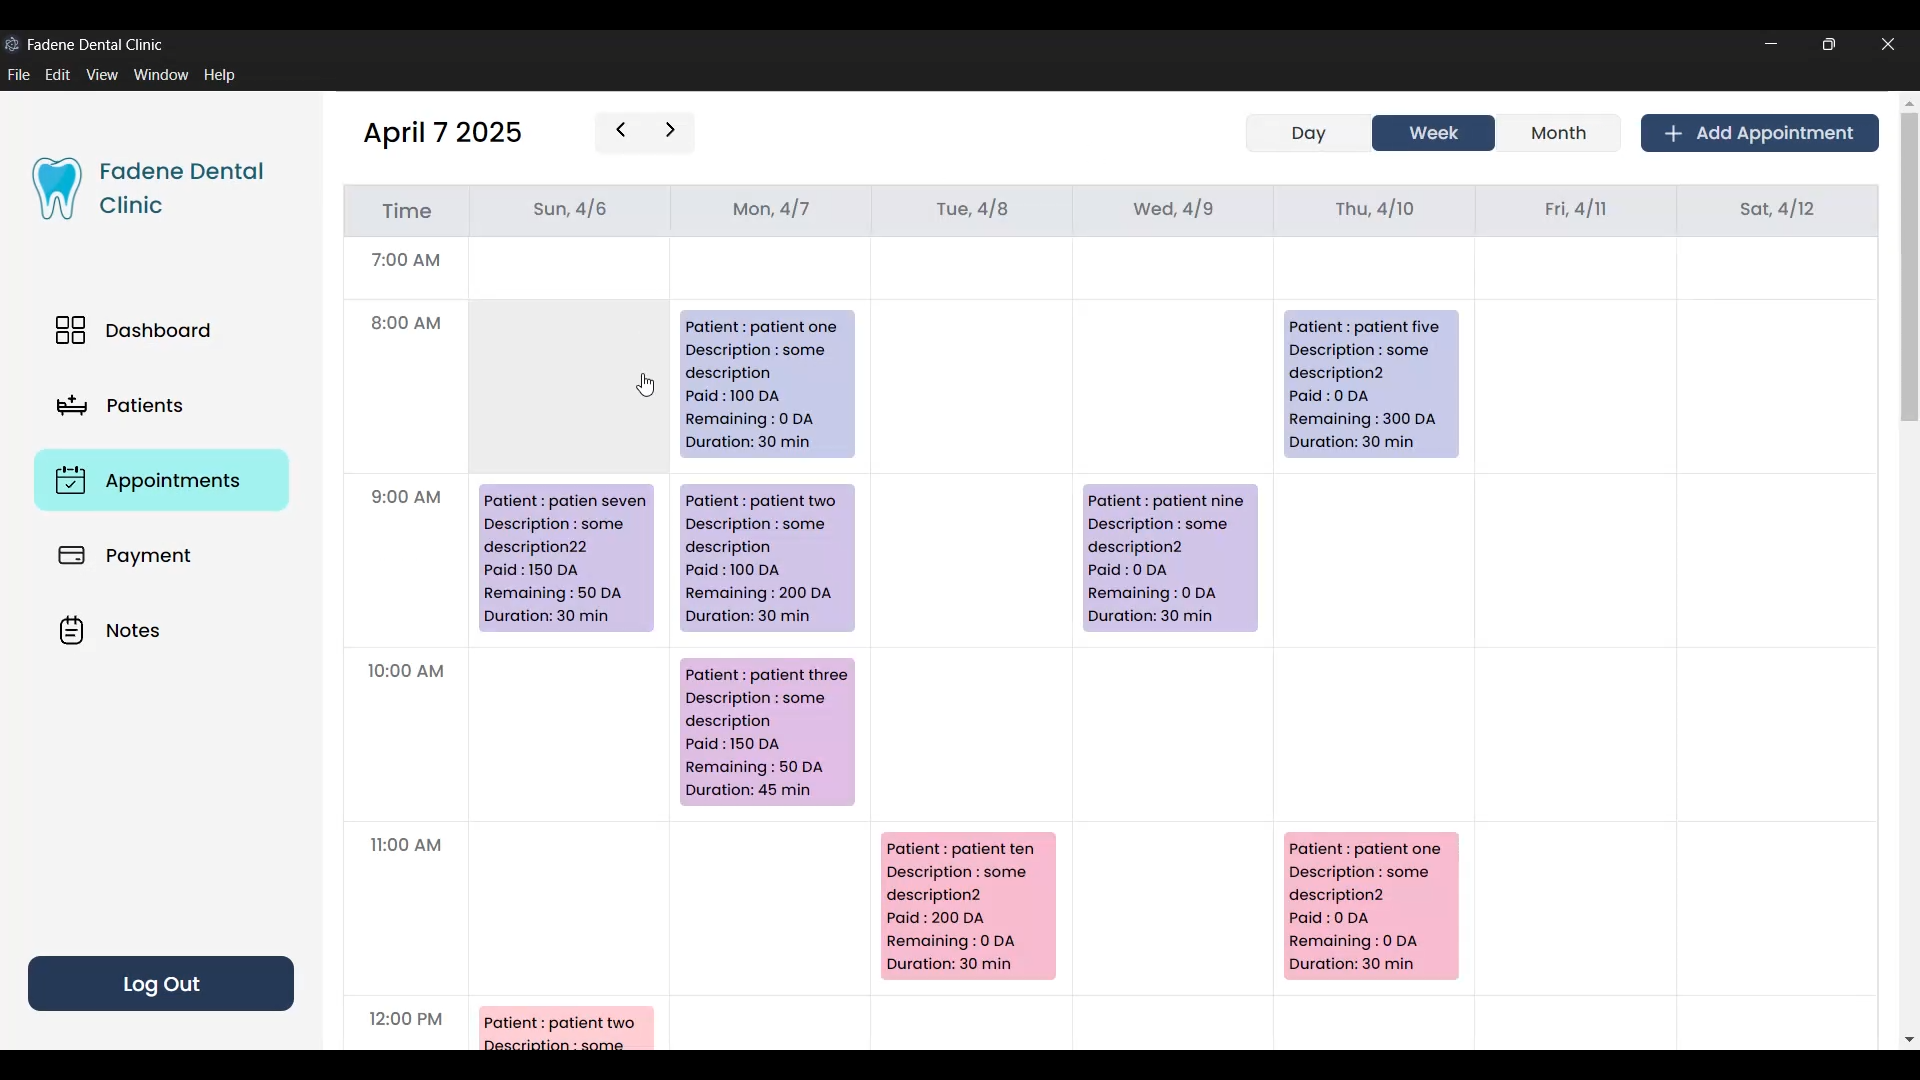 Fadene Dental Clinic
File Edit View Window Help
Fadene Dental
Clinic
Dashboard
Patients
Appointments
Payment
Notes
Log Out
April 7 2025
Day Week Month
Add Appointment
Time Sun, 4/6 Mon, 4/7 Tue, 4/8 Wed, 4/9 Thu, 4/10 Fri, 4/11 Sat, 4/12
7:00 AM
8:00 AM
Patient : patient one
Description : some
description
Paid : 100 DA
Remaining : 0 DA
Duration: 30 min
Patient : patient five
Description : some
description2
Paid : 0 DA
Remaining : 300 DA
Duration: 30 min
9:00 AM
Patient : patien seven
Description : some
description22
Paid : 150 DA
Remaining : 50 DA
Duration: 30 min
Patient : patient two
Description : some
description
Paid : 100 DA
Remaining : 200 DA
Duration: 30 min
Patient : patient nine
Description : some
description2
Paid : 0 DA
Remaining : 0 DA
Duration: 30 min
10:00 AM
Patient : patient three
Description : some
description
Paid : 150 DA
Remaining : 50 DA
Duration: 45 min
11:00 AM
Patient : patient ten
Description : some
description2
Paid : 200 DA
Remaining : 0 DA
Duration: 30 min
Patient : patient one
Description : some
description2
Paid : 0 DA
Remaining : 0 DA
Duration: 30 min
12:00 PM
Patient : patient two
Description : some